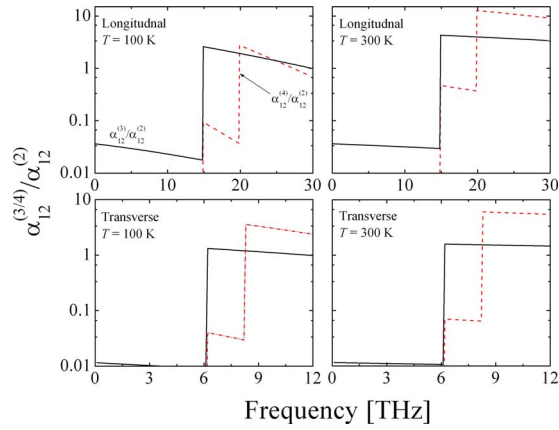 Longitudnal
T = 100 K
Longitudinal
T = 300 K
10
1
0.1
0.01
α12(4)/α12(2)
α12(3)/α12(2)
0 10 20 30
0 10 20 30
α12(3/4)/α12(2)
Transverse
T = 100 K
Transverse
T = 300 K
10
1
0.1
0.01
0 3 6 9 12
0 3 6 9 12
Frequency [THz]